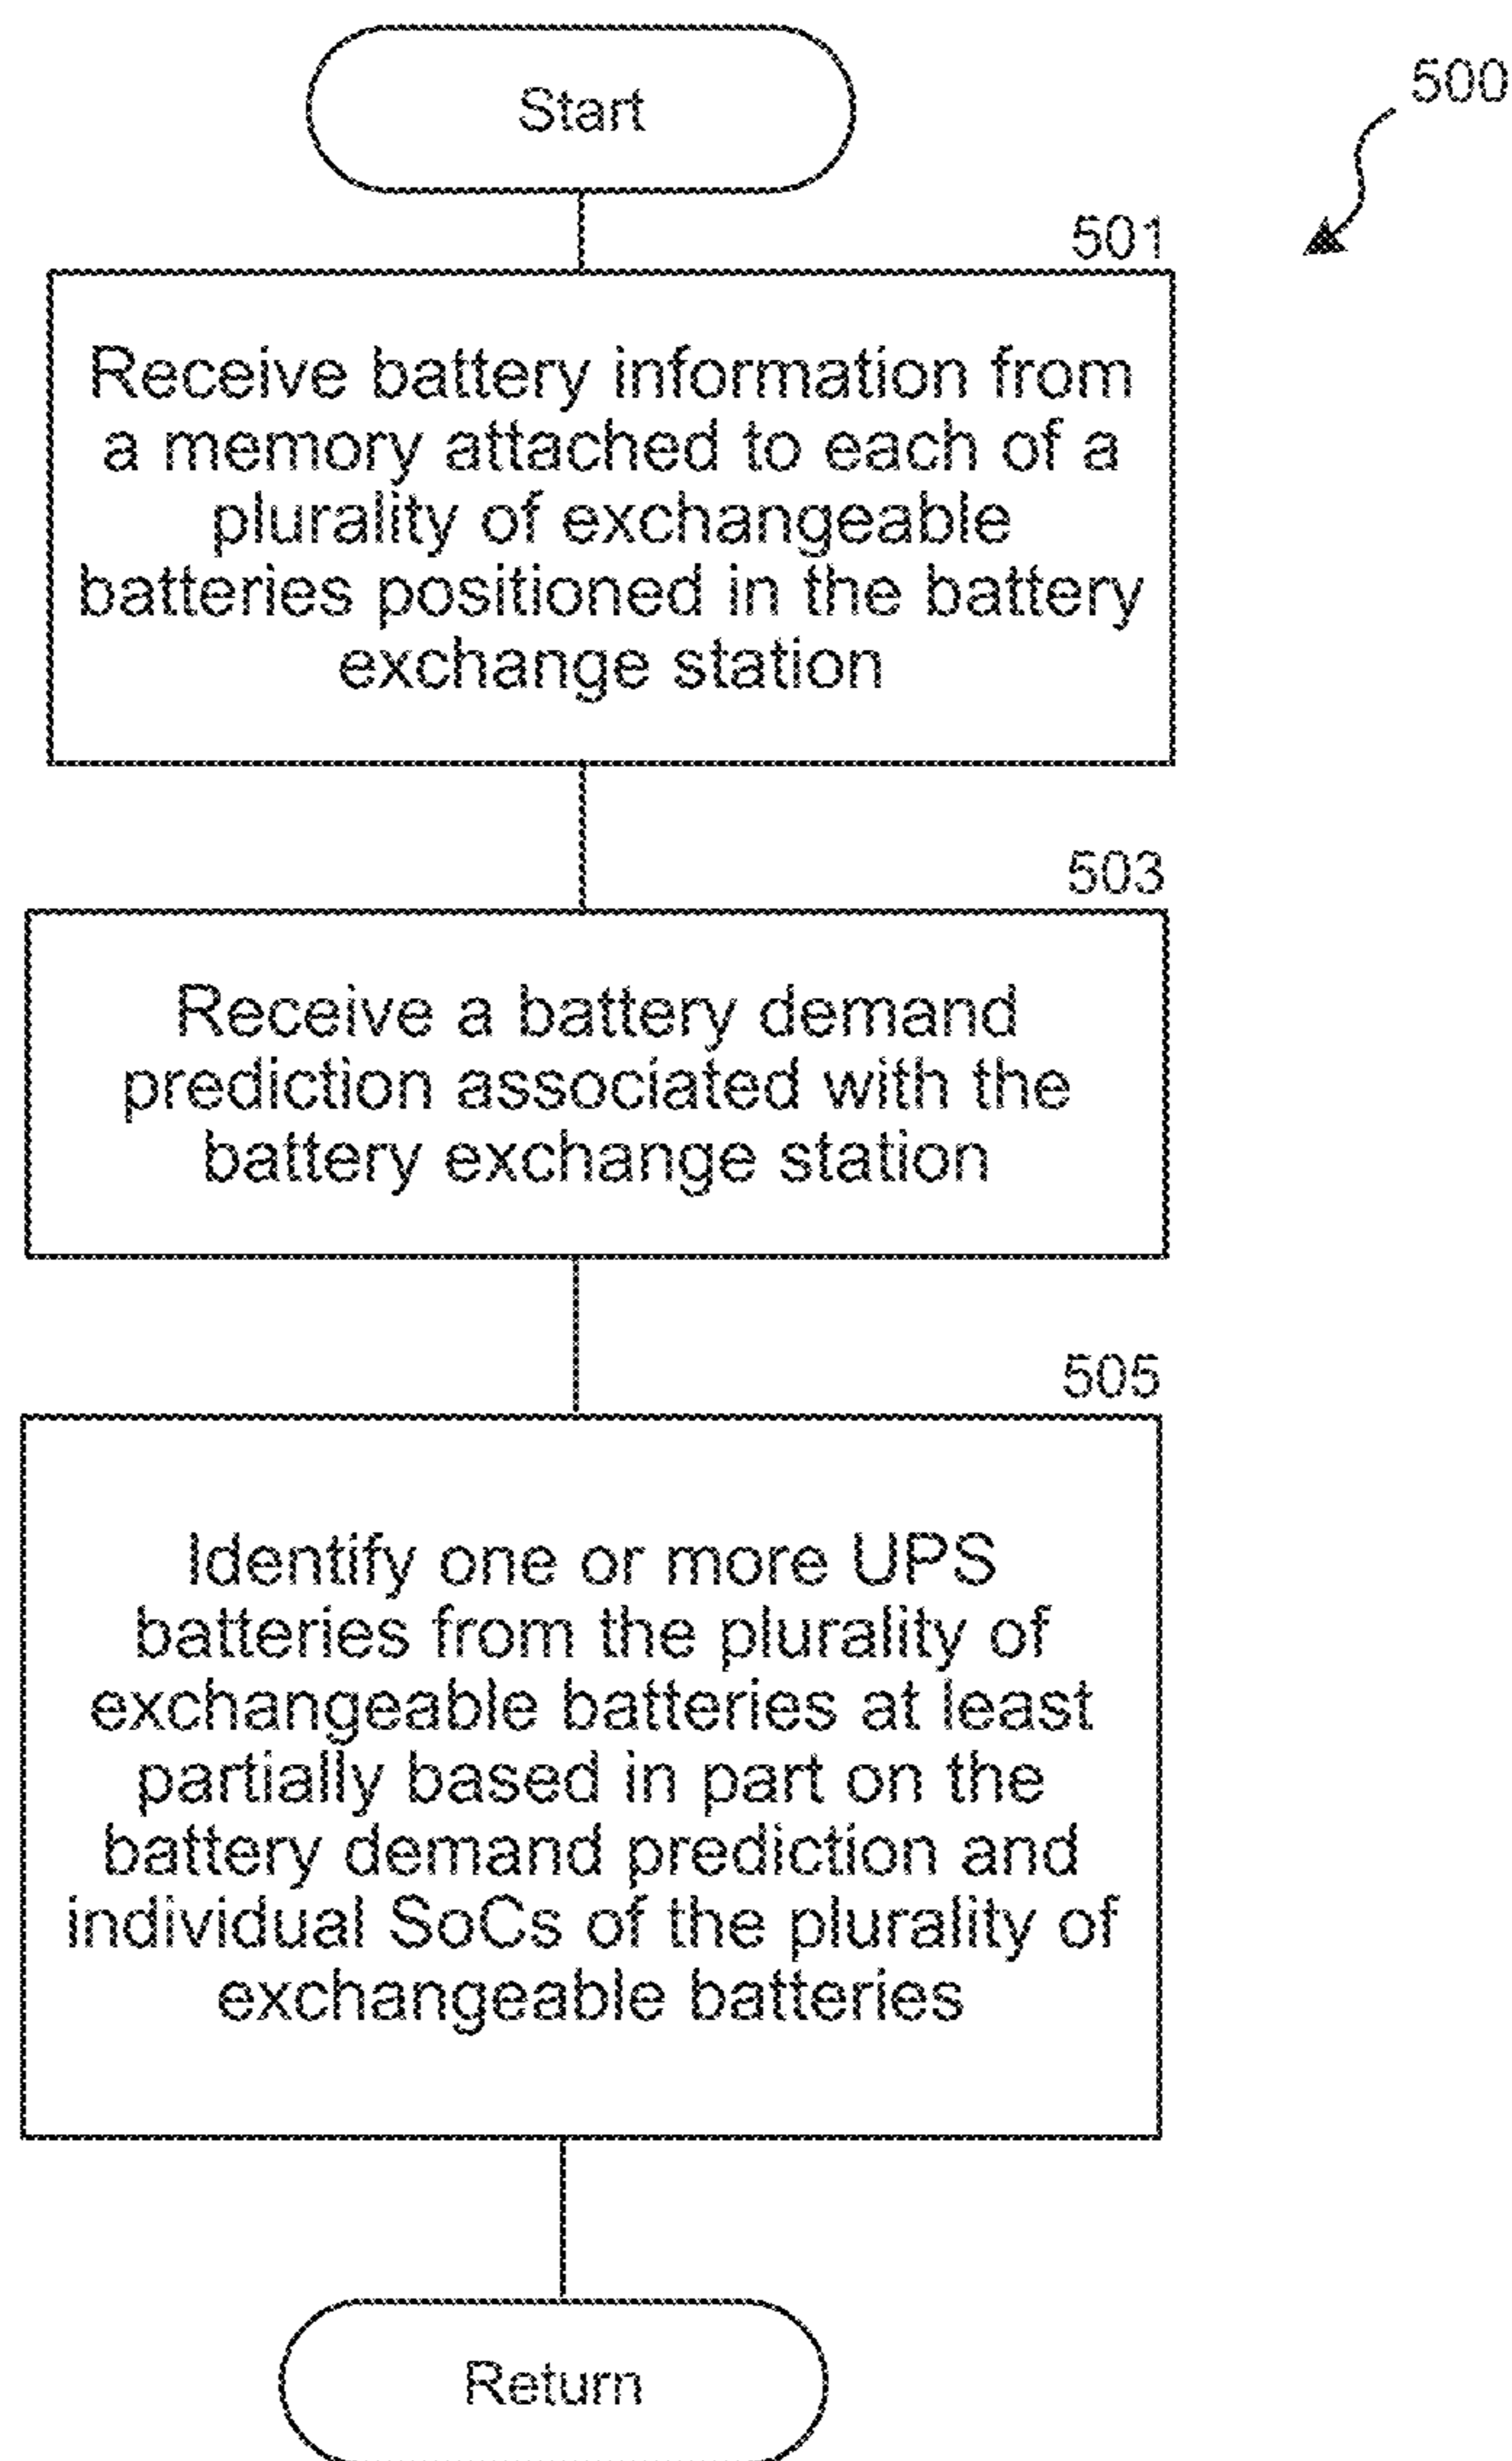 Start
500
501
Receive battery information from
a memory attached to each of a
plurality of exchangeable
batteries positioned in the battery
exchange station
503
Receive a battery demand
prediction associated with the
battery exchange station
505
Identify one or more UPS
batteries from the plurality of
exchangeable batteries at least
partially based in part on the
battery demand prediction and
individual SoCs of the plurality of
exchangeable batteries
Return